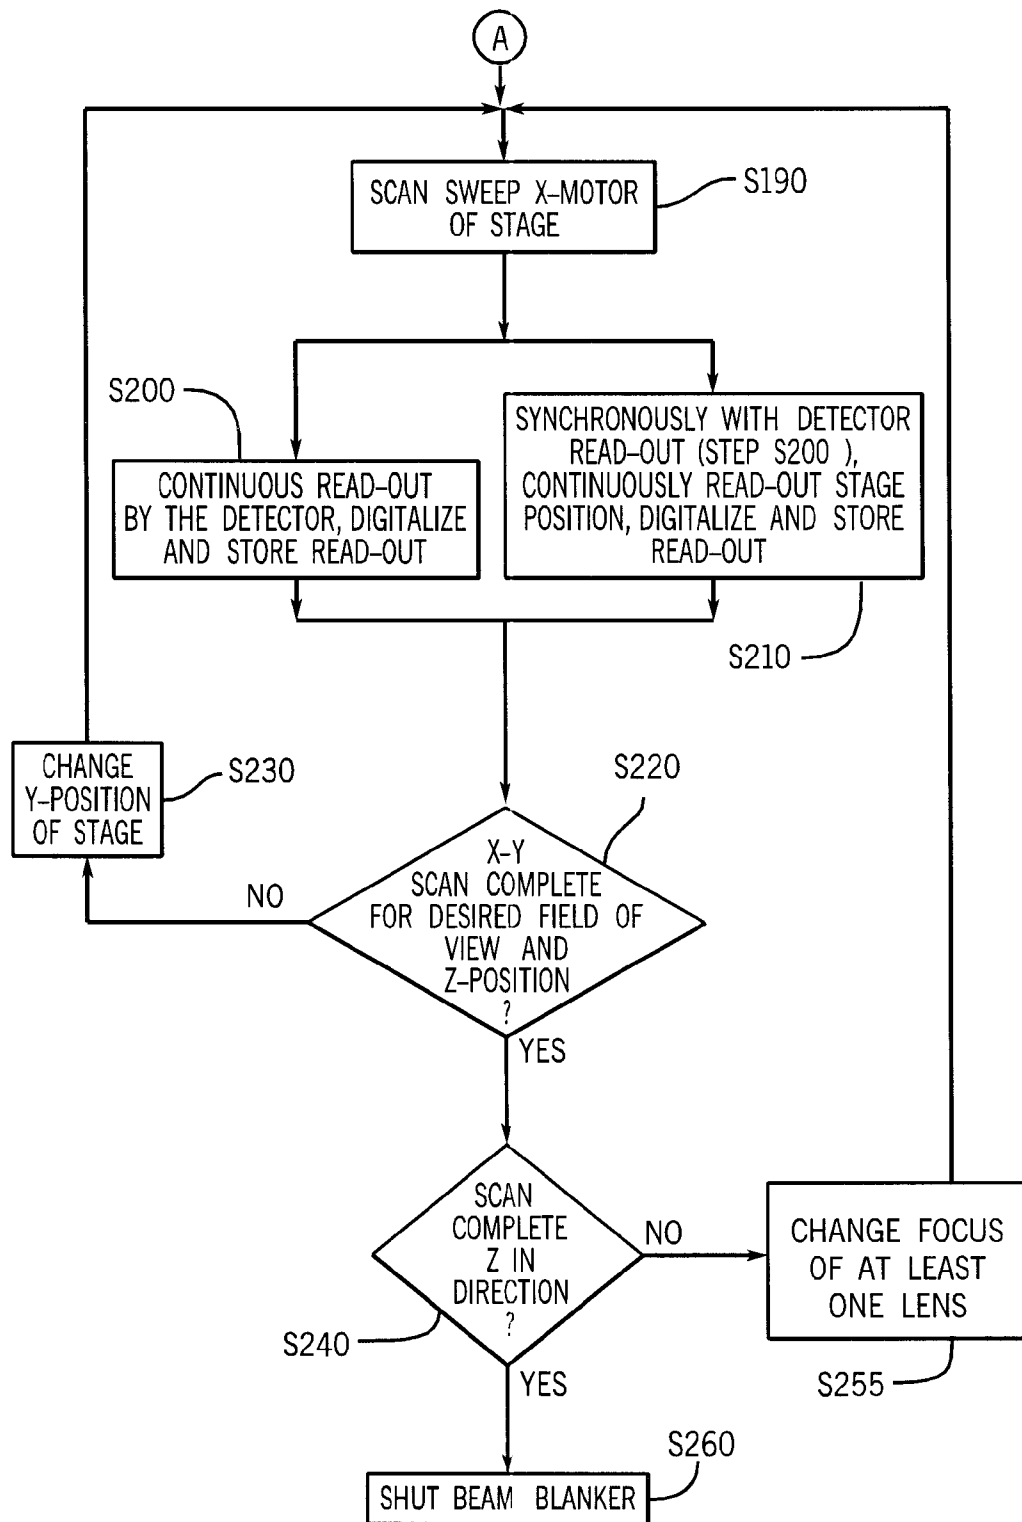 A
SCAN SWEEP X-MOTOR
OF STAGE
S190
S200
CONTINUOUS READ-OUT
BY THE DETECTOR, DIGITALIZE
AND STORE READ-OUT
SYNCHRONOUSLY WITH DETECTOR
READ-OUT (STEP S200 ),
CONTINUOUSLY READ-OUT STAGE
POSITION, DIGITALIZE AND STORE
READ-OUT
S210
CHANGE
Y-POSITION
OF STAGE
S230
S220
X-Y
SCAN COMPLETE
FOR DESIRED FIELD OF
VIEW AND
Z-POSITION
?
NO
YES
SCAN
COMPLETE
Z IN
DIRECTION
?
S240
NO
CHANGE FOCUS
OF AT LEAST
ONE LENS
S255
YES
S260
SHUT BEAM BLANKER